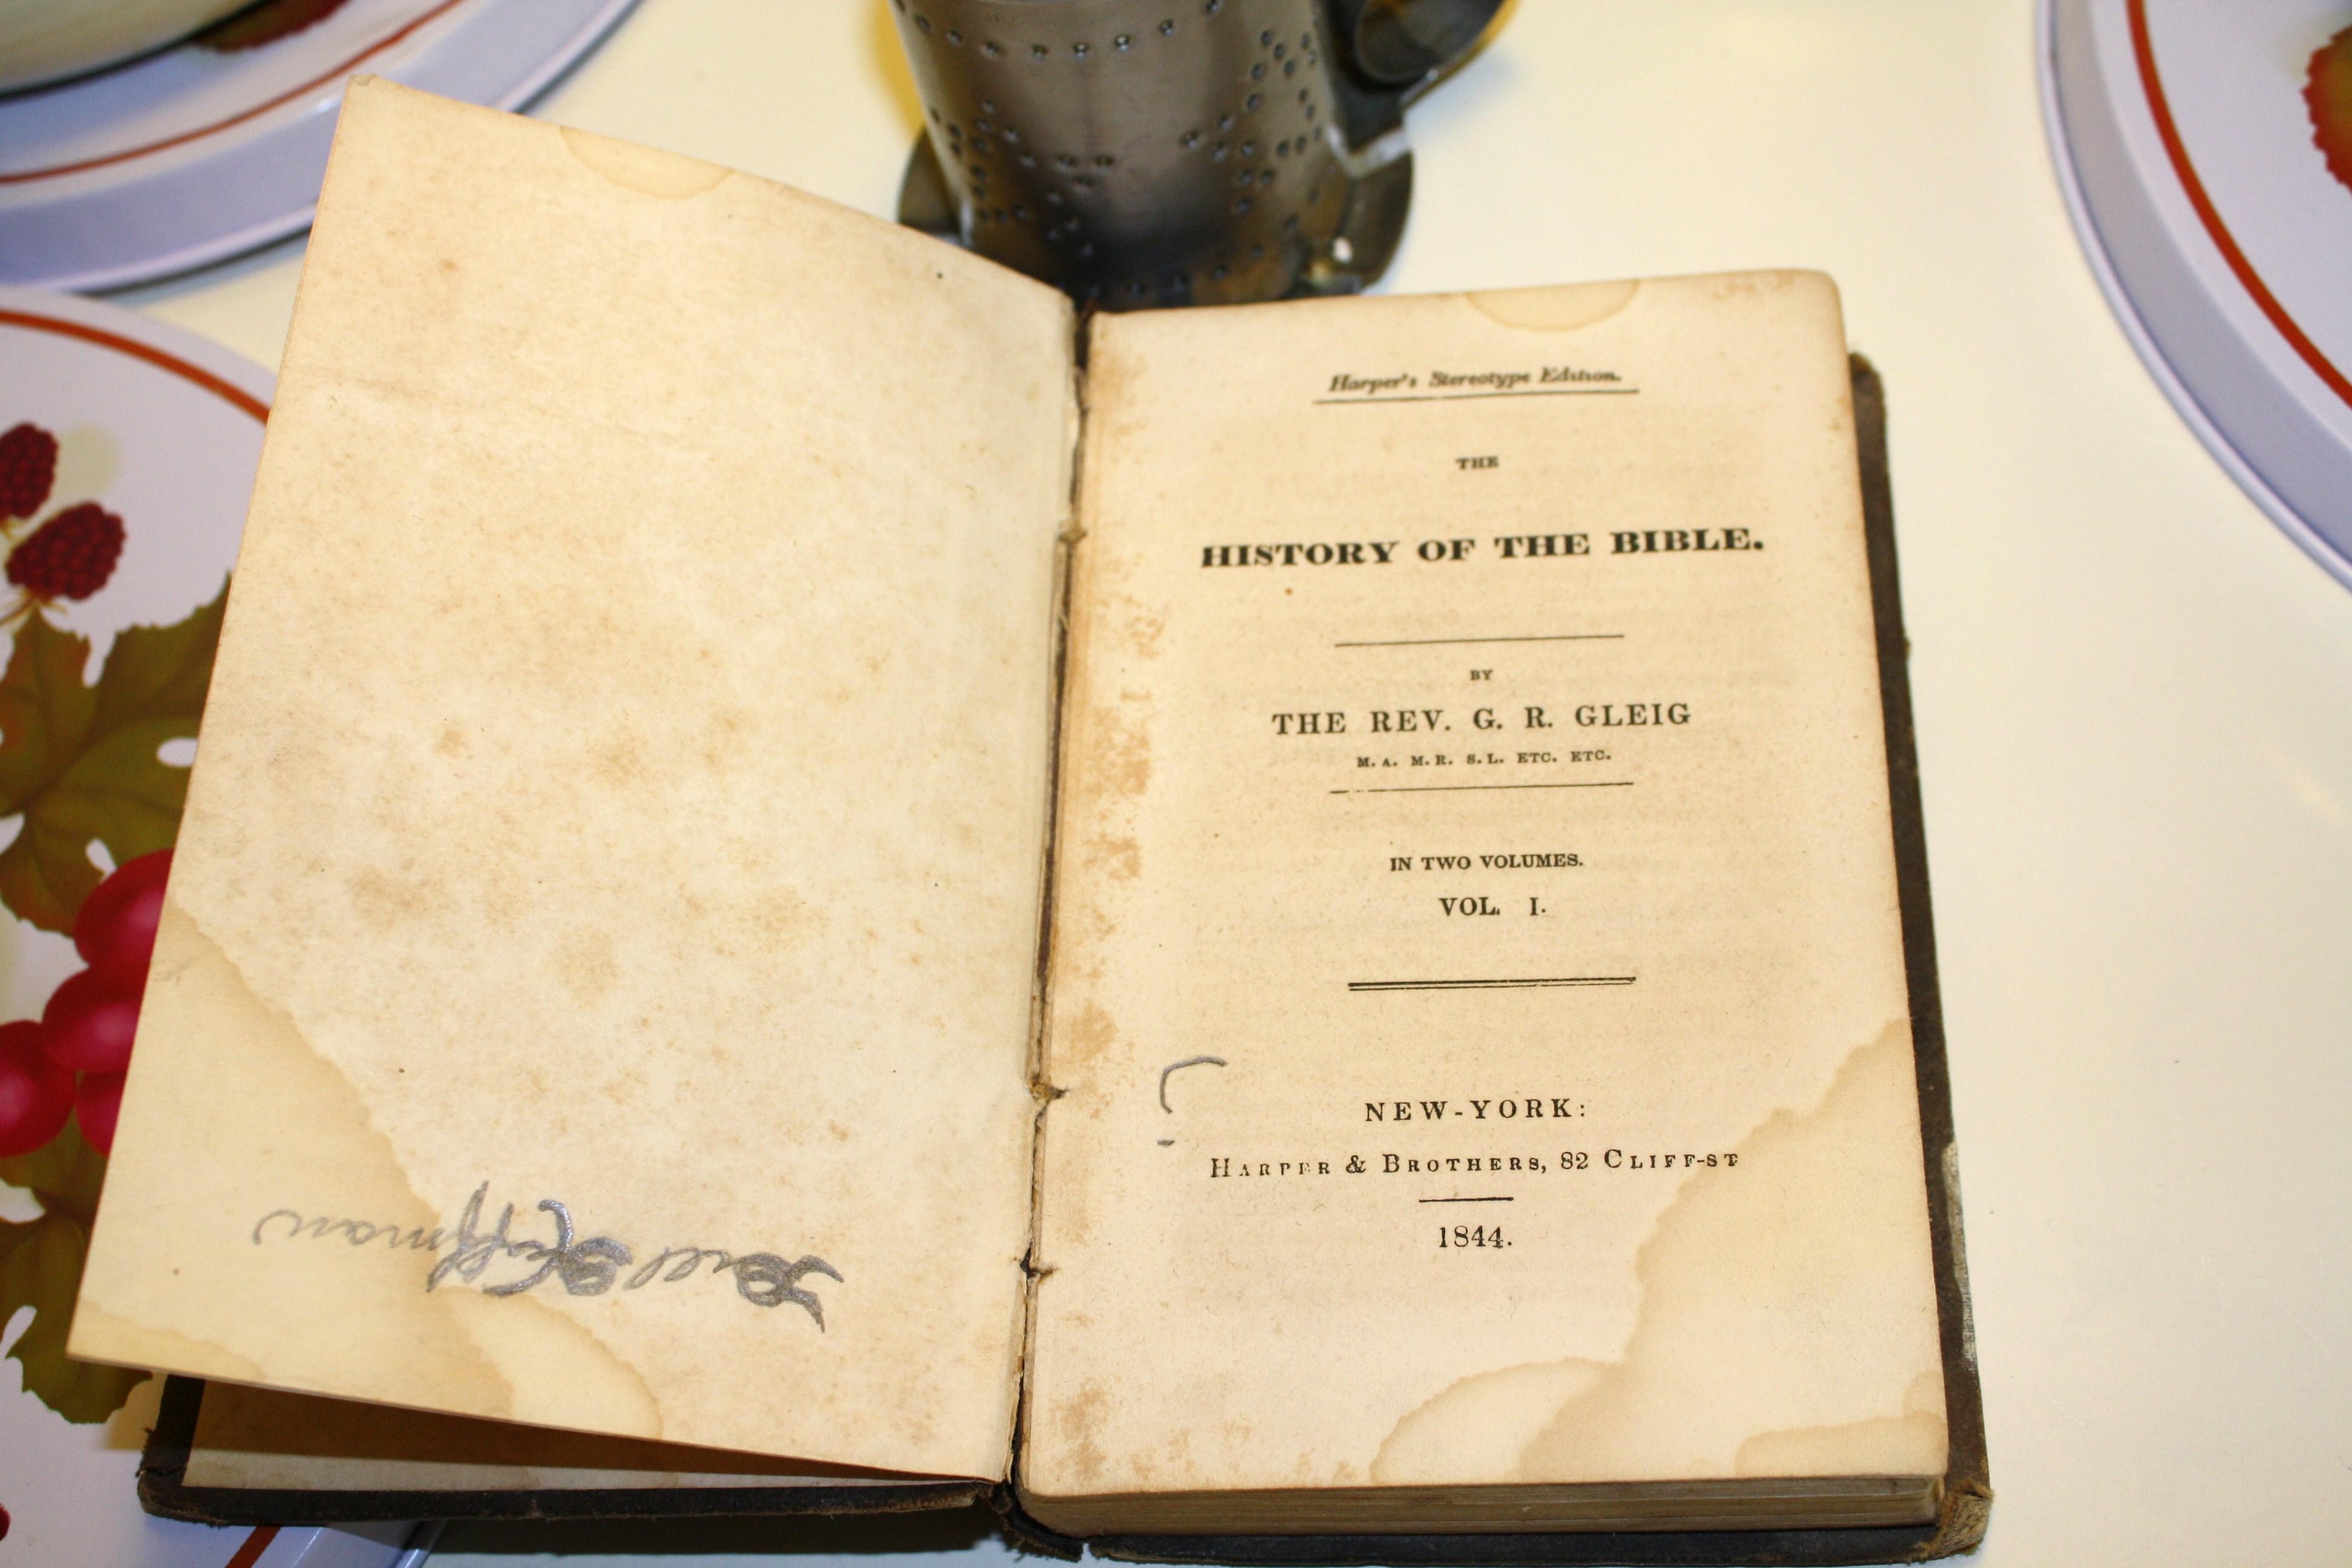 Harper's Stereotype Edition.
THE
HISTORY OF THE BIBLE.
BY
THE REV. G. R. GLEIG
M. A. M. R. S. L. ETC. ETC.
IN TWO VOLUMES.
VOL. I.
NEW-YORK:
HARPER & BROTHERS, 82 CLIFF-ST
1844.